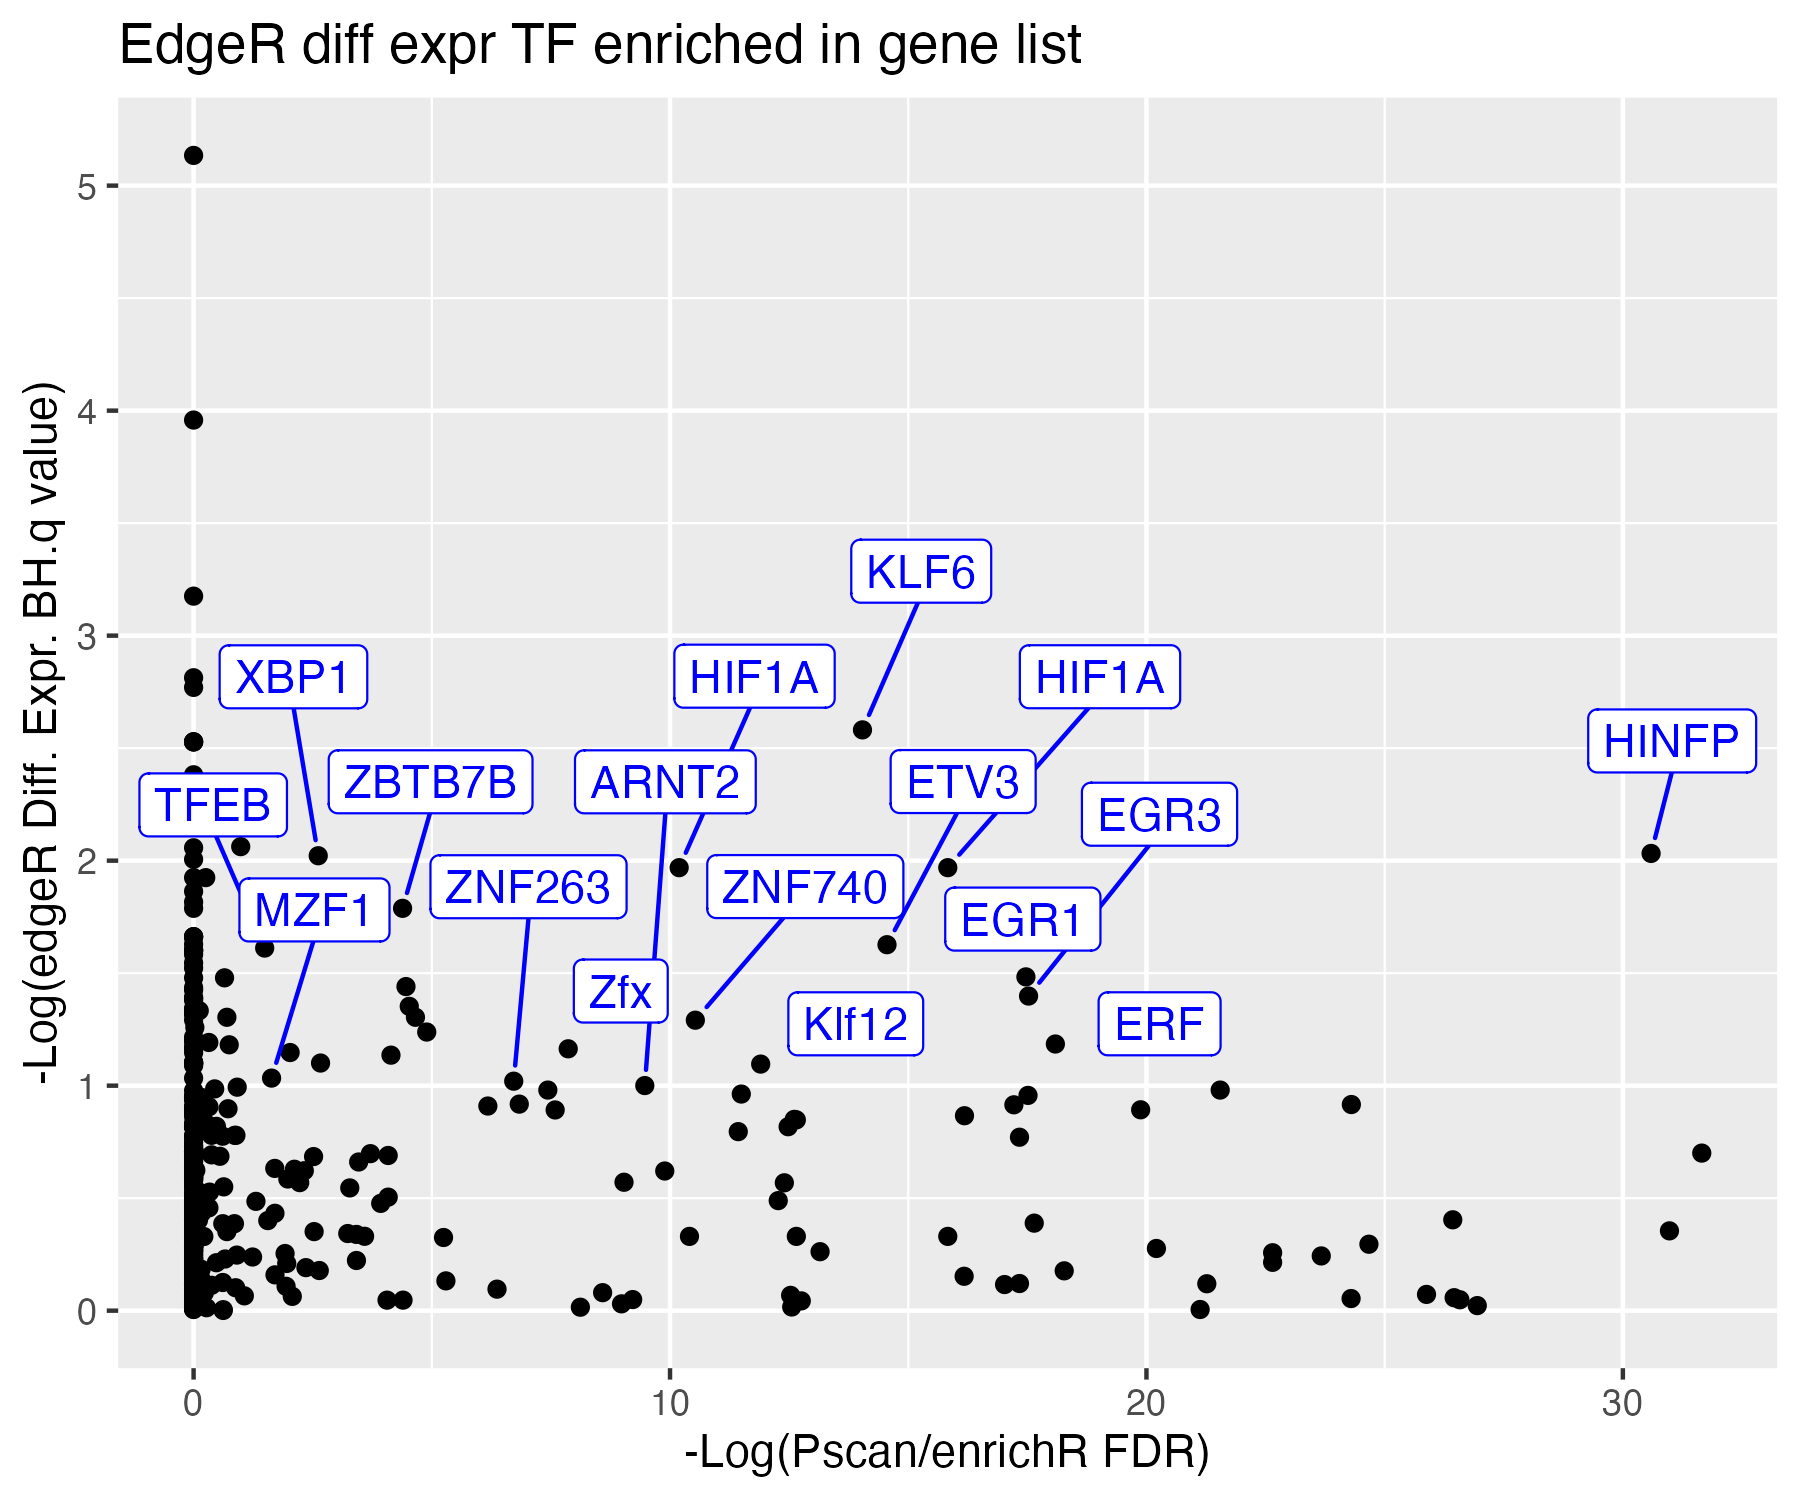 EdgeR diff expr TF enriched in gene list
-Log(edgeR Diff. Expr. BH.q value)
5
4
3
2
1
0
KLF6
XBP1
HIF1A
HIF1A
HINFP
TFEB
ZBTB7B
ARNT2
ETV3
EGR3
MZF1
ZNF263
ZNF740
EGR1
Zfx
Klf12
ERF
0
10
20
30
-Log(Pscan/enrichR FDR)